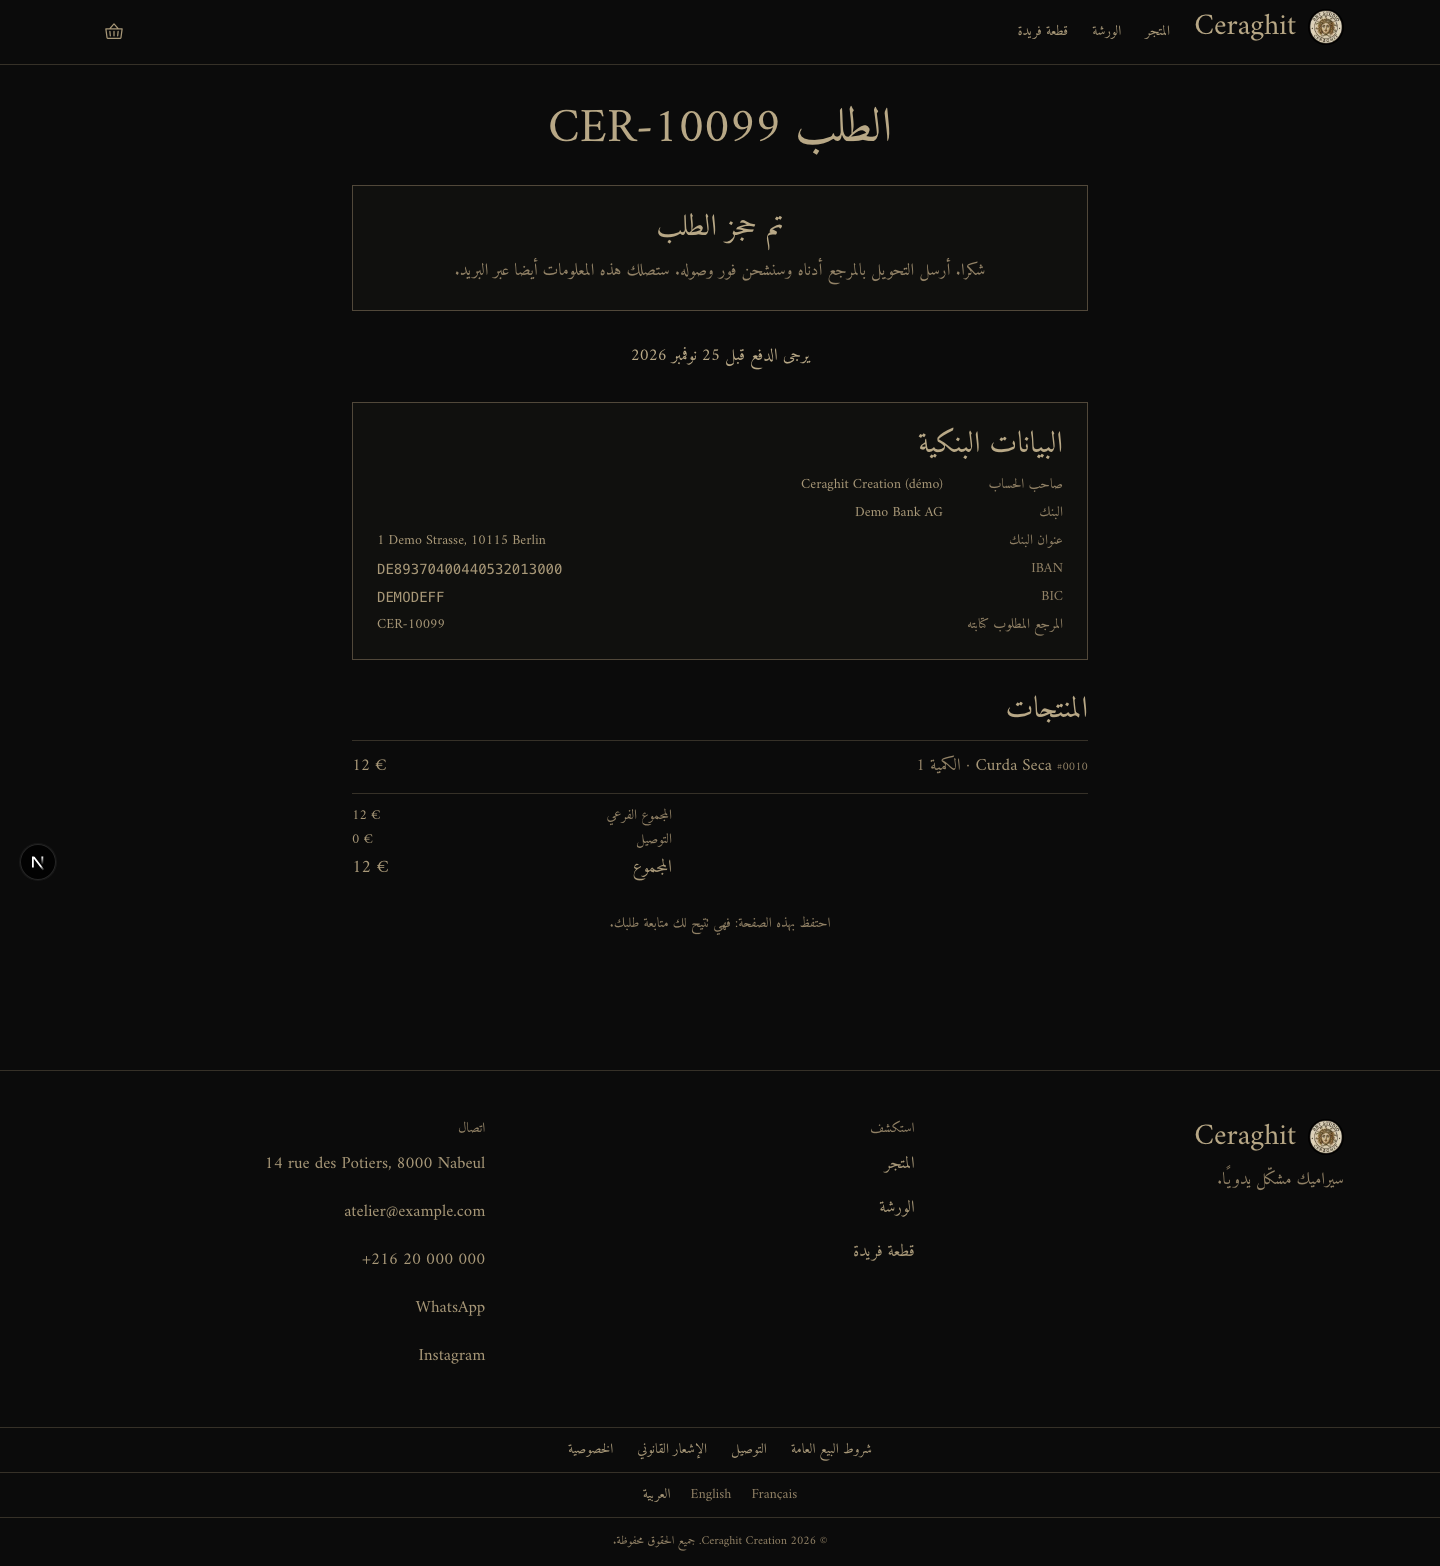 Ceraghit المتجر الورشة قطعة فريدة
الطلب CER-10099
تم حجز الطلب
شكرا. أرسل التحويل بالمرجع أدناه وسنشحن فور وصوله. ستصلك هذه المعلومات أيضا عبر البريد.
يرجى الدفع قبل 25 نوفمبر 2026
البيانات البنكية
صاحب الحساب Ceraghit Creation (démo)
البنك Demo Bank AG
عنوان البنك 1 Demo Strasse, 10115 Berlin
IBAN DE89370400440532013000
BIC DEMODEFF
المرجع المطلوب كتابته CER-10099
المنتجات
#0010 Curda Seca · الكمية 1 12 €
المجموع الفرعي 12 €
التوصيل 0 €
المجموع 12 €
احتفظ بهذه الصفحة: فهي تتيح لك متابعة طلبك.
Ceraghit
سيراميك مشكّل يدويًا.
استكشف
المتجر
الورشة
قطعة فريدة
اتصال
14 rue des Potiers, 8000 Nabeul
atelier@example.com
+216 20 000 000
WhatsApp
Instagram
شروط البيع العامة التوصيل الإشعار القانوني الخصوصية
Français English العربية
© 2026 Ceraghit Creation. جميع الحقوق محفوظة.